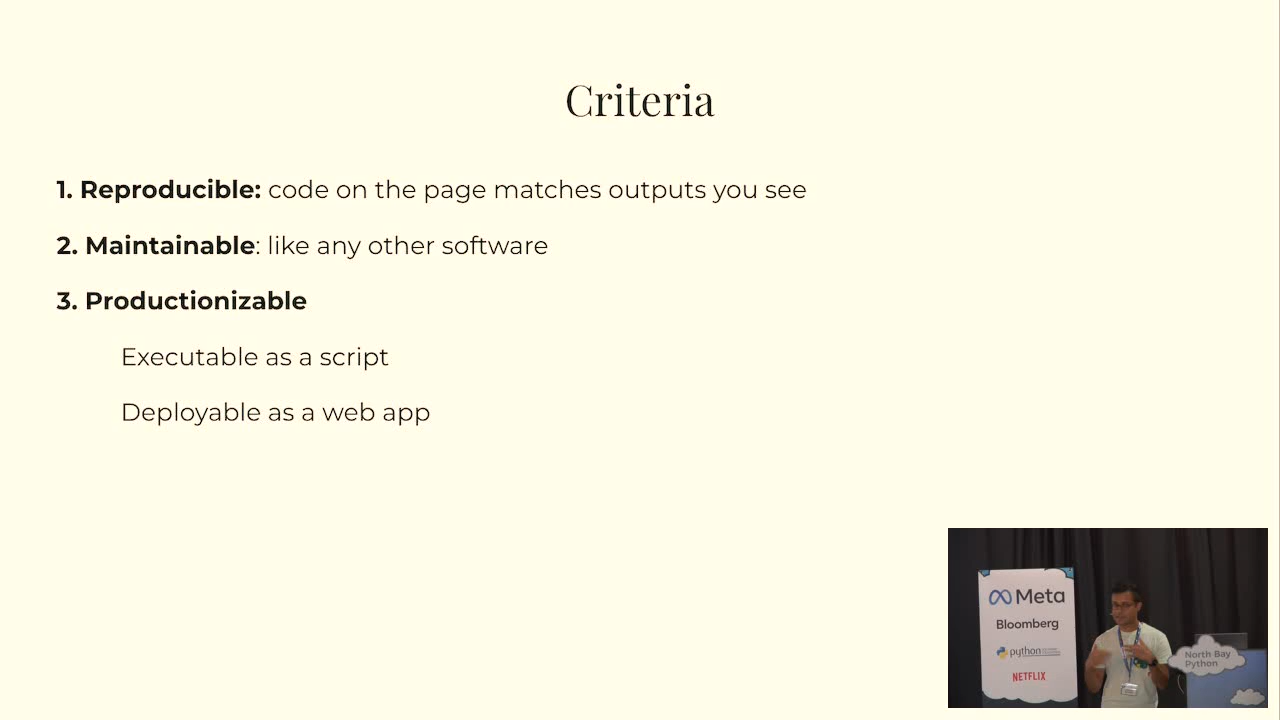 Criteria
1. Reproducible: code on the page matches outputs you see
2. Maintainable: like any other software
3. Productionizable
Executable as a script
Deployable as a web app
Meta
Bloomberg
python
NETFLIX
North Bay
Python